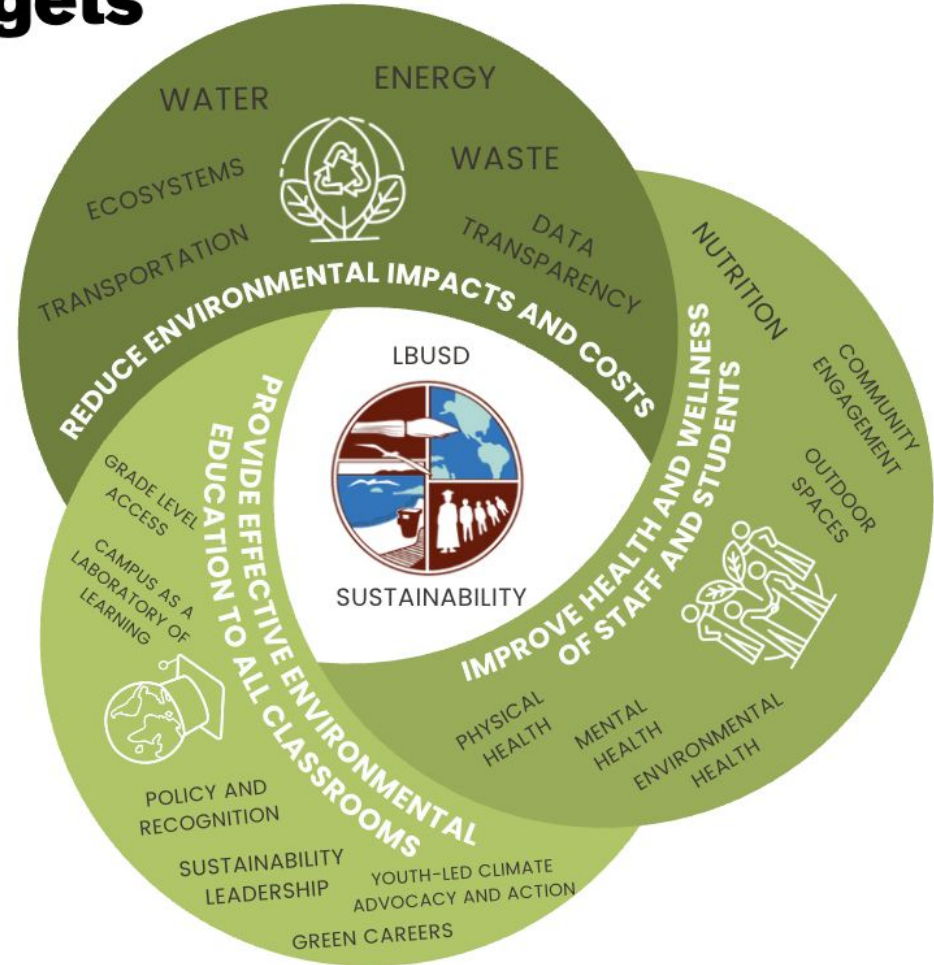 gets
WATER
ENERGY
ECOSYSTEMS
WASTE
TRANSPORTATION
DATA
TRANSPARENCY
REDUCE ENVIRONMENTAL IMPACTS AND COSTS
NUTRITION
COMMUNITY
ENGAGEMENT
OUTDOOR
SPACES
IMPROVE HEALTH AND WELLNESS
OF STAFF AND STUDENTS
PHYSICAL
HEALTH
MENTAL
HEALTH
ENVIRONMENTAL
HEALTH
LBUSD
SUSTAINABILITY
PROVIDE EFFECTIVE ENVIRONMENTAL
EDUCATION TO ALL CLASSROOMS
GRADE LEVEL
ACCESS
CAMPUS AS A
LABORATORY OF
LEARNING
POLICY AND
RECOGNITION
SUSTAINABILITY
LEADERSHIP
YOUTH-LED CLIMATE
ADVOCACY AND ACTION
GREEN CAREERS